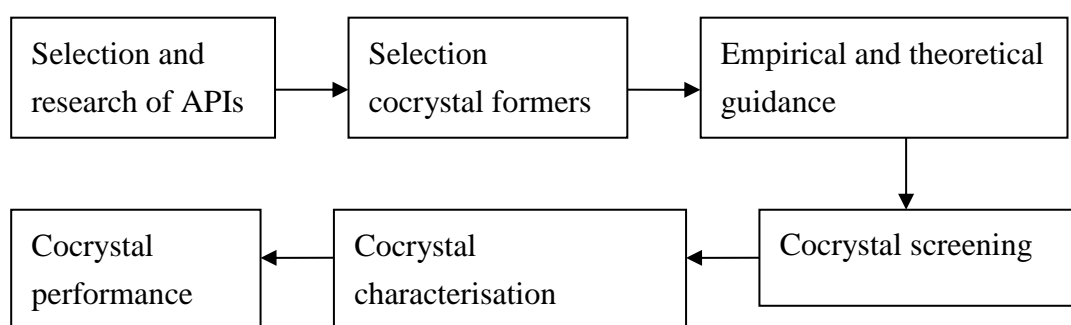 Selection and
research of APIs
Selection
cocrystal formers
Empirical and theoretical
guidance
Cocrystal screening
Cocrystal
characterisation
Cocrystal
performance